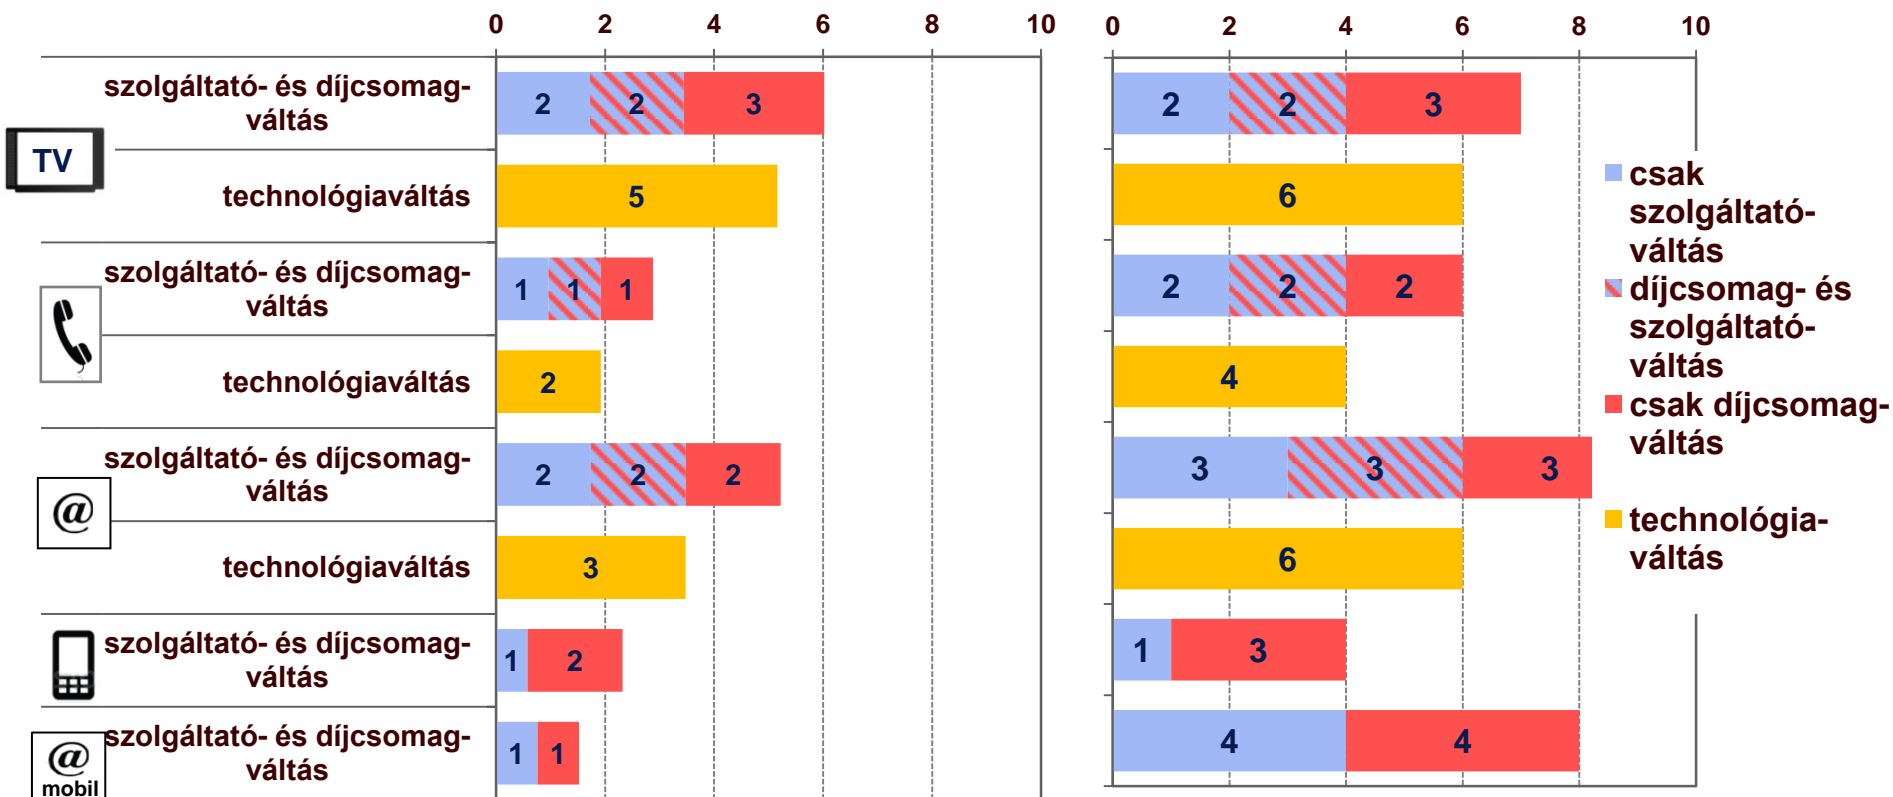 0 2 4 6 8 10
0 2 4 6 8 10
szolgáltató- és díjcsomag-
váltás
2 2 3
2 2 3
TV
technológiaváltás
5
6
szolgáltató- és díjcsomag-
váltás
1 1 1
2 2 2
technológiaváltás
2
4
szolgáltató- és díjcsomag-
váltás
2 2 2
3 3 3
@
technológiaváltás
3
6
szolgáltató- és díjcsomag-
váltás
1 2
1 3
szolgáltató- és díjcsomag-
váltás
1 1
4 4
@
mobil
csak
szolgáltató-
váltás
díjcsomag- és
szolgáltató-
váltás
csak díjcsomag-
váltás
technológia-
váltás